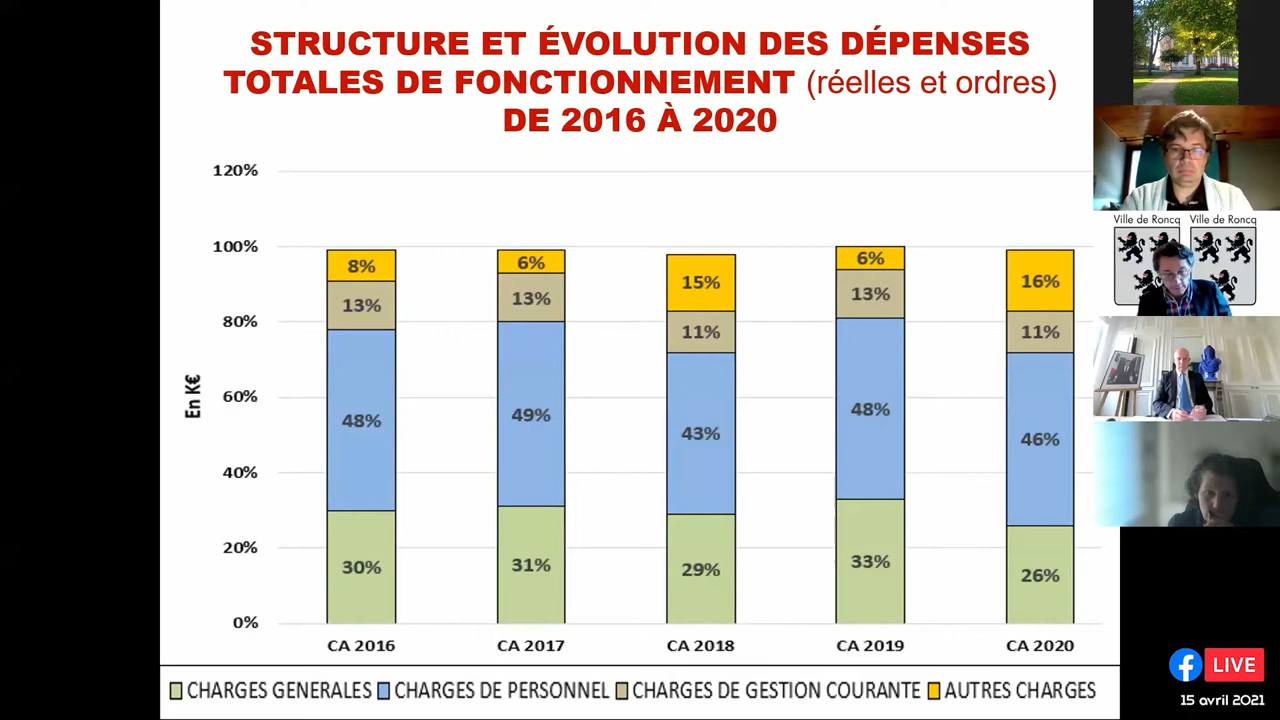 STRUCTURE ET ÉVOLUTION DES DÉPENSES
TOTALES DE FONCTIONNEMENT (réelles et ordres)
DE 2016 À 2020
120%
100%
80%
60%
40%
20%
0%
En K€
8%
13%
48%
30%
6%
13%
49%
31%
15%
11%
43%
29%
6%
13%
48%
33%
16%
11%
46%
26%
CA 2016
CA 2017
CA 2018
CA 2019
CA 2020
CHARGES GENERALES
CHARGES DE PERSONNEL
CHARGES DE GESTION COURANTE
AUTRES CHARGES
Ville de Roncq
Ville de Roncq
LIVE
15 avril 2021